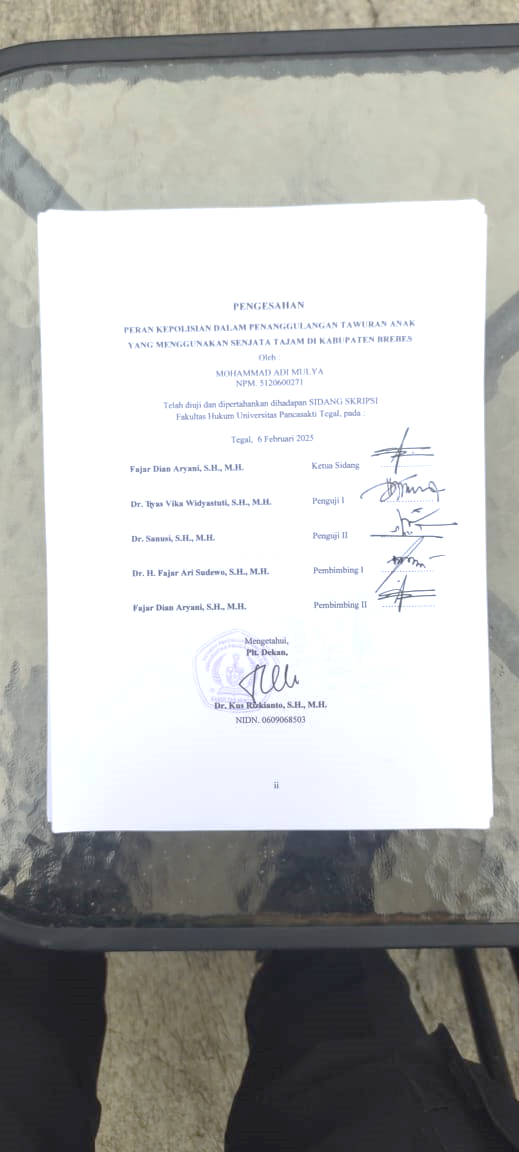 PENGESAHAN
PERAN KEPOLISIAN DALAM PENANGGULANGAN TAWURAN ANAK
YANG MENGGUNAKAN SENJATA TAJAM DI KABUPATEN BREBES
Oleh :
MOHAMMAD ADI MULYA
NPM. 5120600271
Telah diuji dan dipertahankan dihadapan SIDANG SKRIPSI
Fakultas Hukum Universitas Pancasakti Tegal, pada :
Tegal, 6 Februari 2025
Fajar Dian Aryani, S.H., M.H. Ketua Sidang
Dr. Tiyas Vika Widyastuti, S.H., M.H. Penguji I
Dr. Sanusi, S.H., M.H. Penguji II
Dr. H. Fajar Ari Sudewo, S.H., M.H. Pembimbing I
Fajar Dian Aryani, S.H., M.H. Pembimbing II
Mengetahui,
Plt. Dekan,
Dr. Kus Rizkianto, S.H., M.H.
NIDN. 0609068503
ii